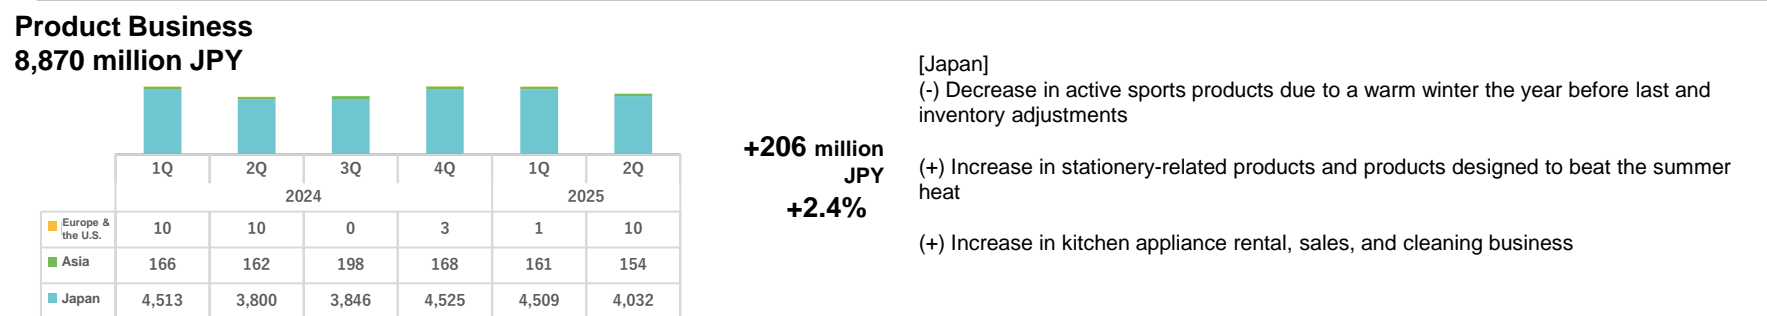 Product Business
8,870 million JPY
1Q 2Q 3Q 4Q 1Q 2Q
2024 2025
Europe &
the U.S. 10 10 0 3 1 10
Asia 166 162 198 168 161 154
Japan 4,513 3,800 3,846 4,525 4,509 4,032
+206 million
JPY
+2.4%
[Japan]
(-) Decrease in active sports products due to a warm winter the year before last and
inventory adjustments
(+) Increase in stationery-related products and products designed to beat the summer
heat
(+) Increase in kitchen appliance rental, sales, and cleaning business